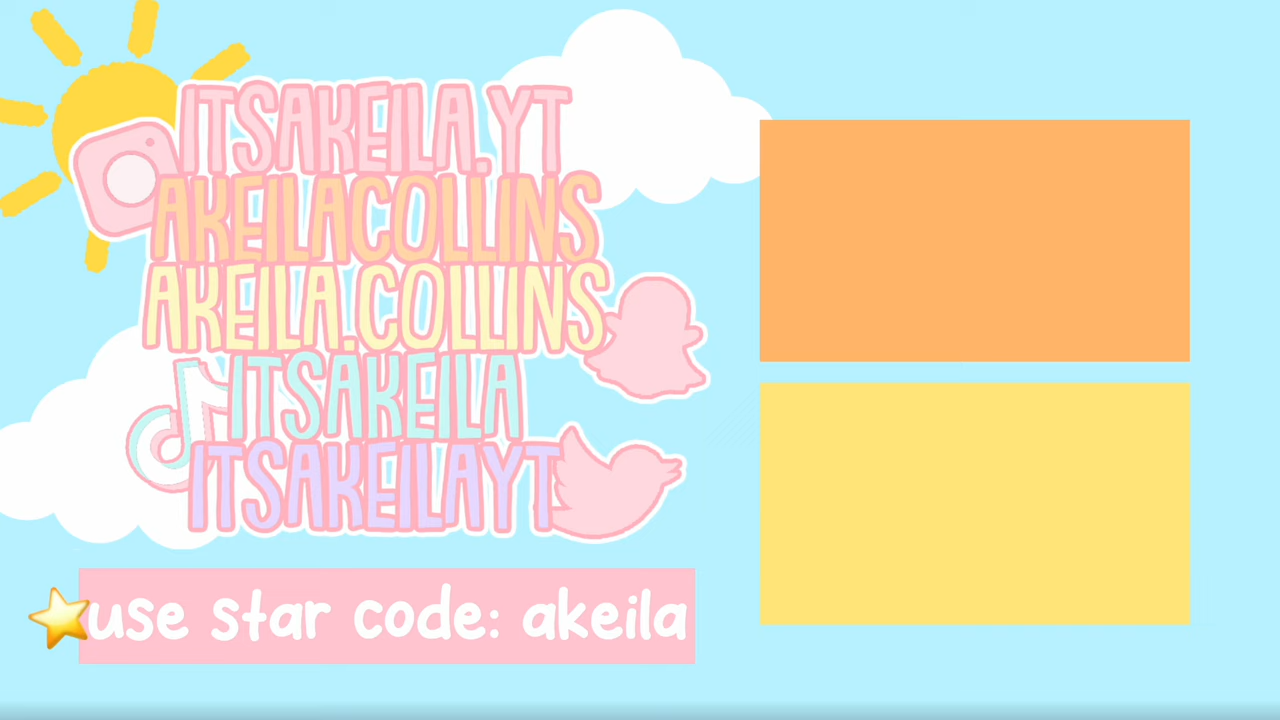 ITSAKEILA.YT
AKEILACOLLINS
AKEILA.COLLINS
ITSAKEILA
ITSAKEILAYT
use star code: akeila